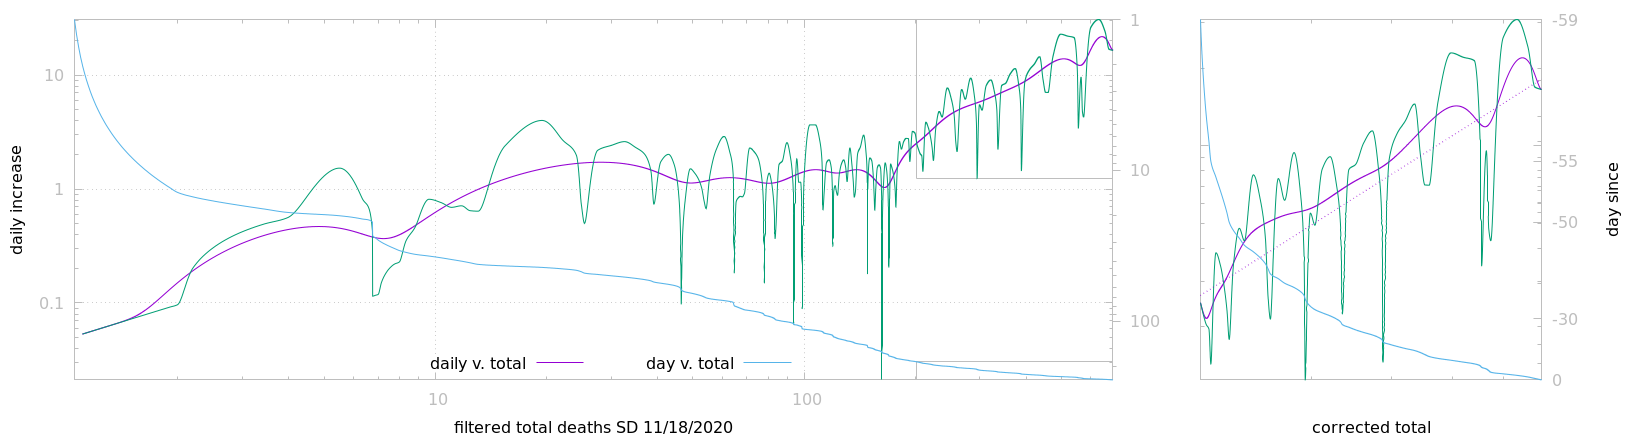 daily increase
10
1
0.1
daily v. total
day v. total
10
100
filtered total deaths SD 11/18/2020
1
10
100
-59
-55
-50
-30
0
day since
corrected total